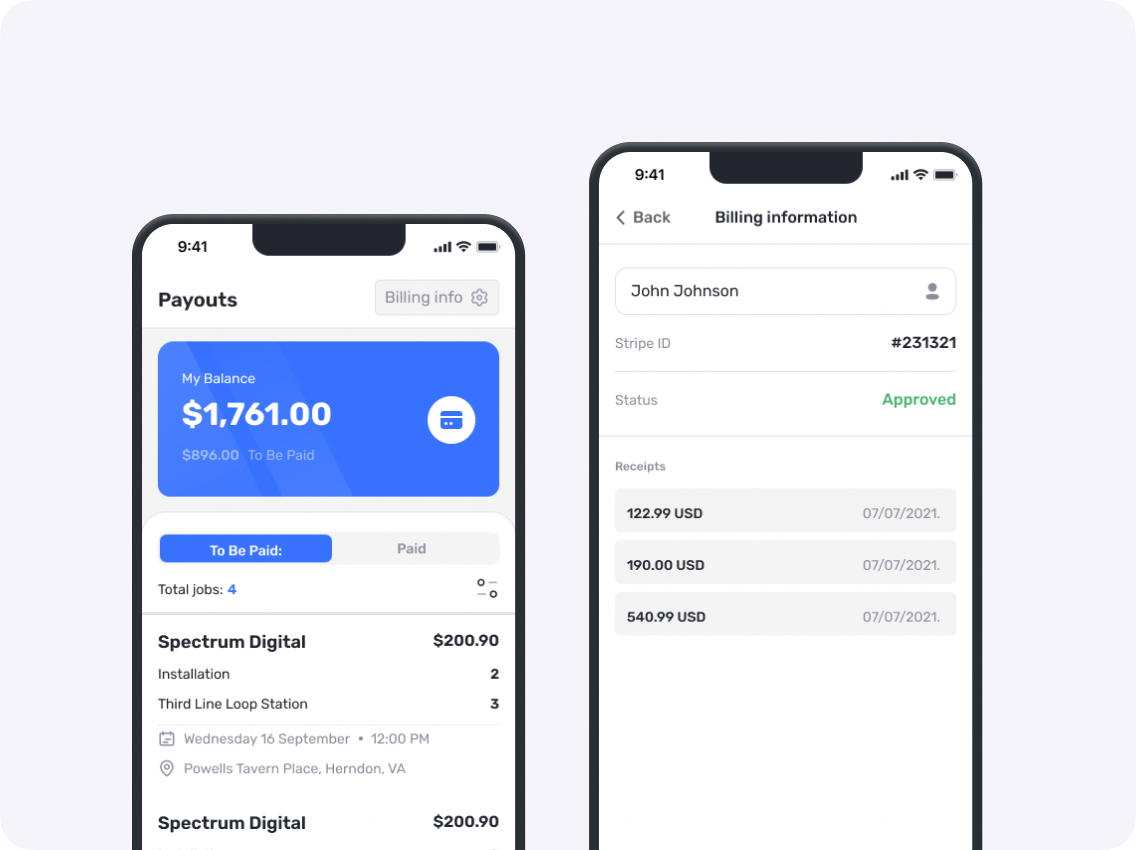 9:41
Payouts
Billing info
My Balance
$1,761.00
$896.00 To Be Paid
To Be Paid:
Paid
Total jobs: 4
Spectrum Digital $200.90
Installation 2
Third Line Loop Station 3
Wednesday 16 September • 12:00 PM
Powells Tavern Place, Herndon, VA
Spectrum Digital $200.90
9:41
Back
Billing information
John Johnson
Stripe ID #231321
Status Approved
Receipts
122.99 USD 07/07/2021.
190.00 USD 07/07/2021.
540.99 USD 07/07/2021.